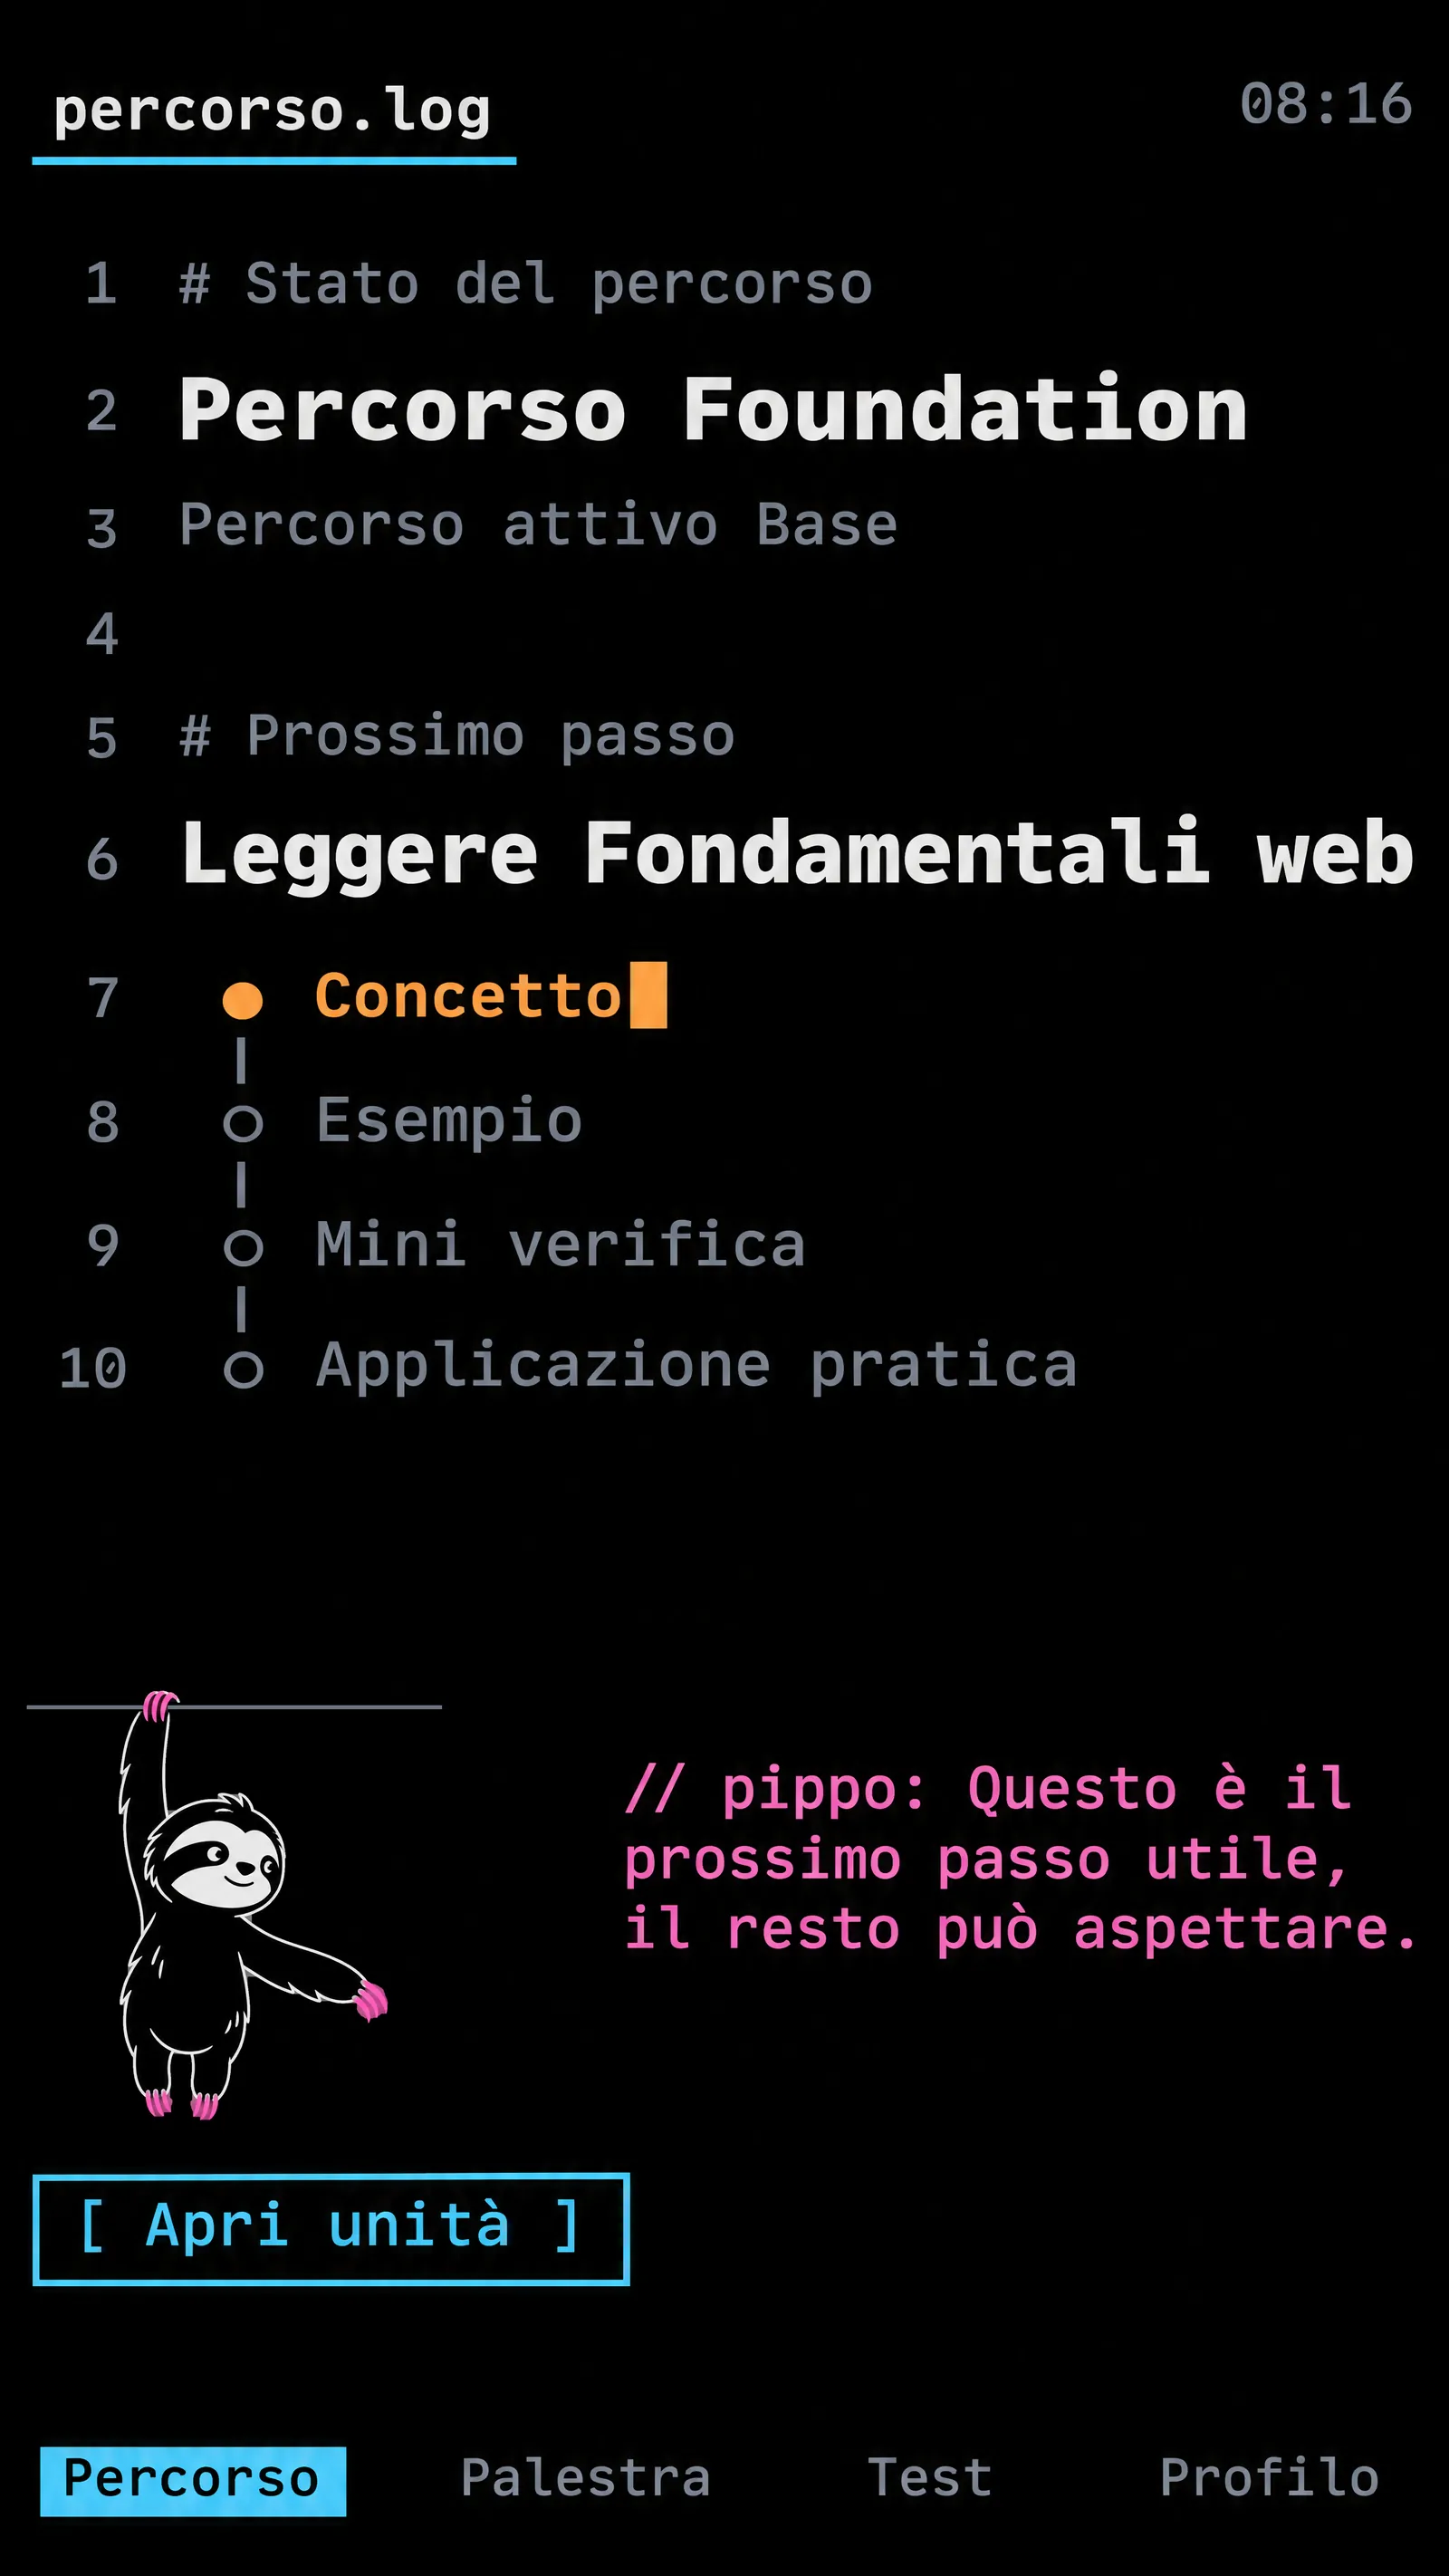 percorso.log
08:16
1 # Stato del percorso
2 Percorso Foundation
3 Percorso attivo Base
4
5 # Prossimo passo
6 Leggere Fondamentali web
7 Concetto
8 Esempio
9 Mini verifica
10 Applicazione pratica
// pippo: Questo è il
prossimo passo utile,
il resto può aspettare.
[ Apri unità ]
Percorso Palestra Test Profilo